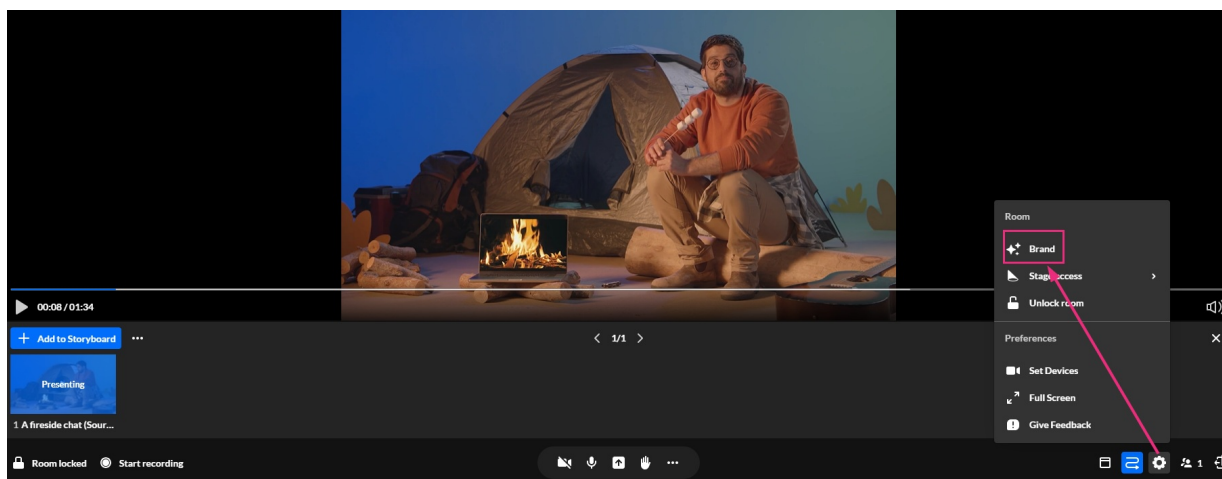 Room
Brand
Stage access
Unlock room
00:08 / 01:34
Add to Storyboard
1/1
Preferences
Presenting
Set Devices
Full Screen
Give Feedback
1 A fireside chat (Sour...
Room locked
Start recording
1